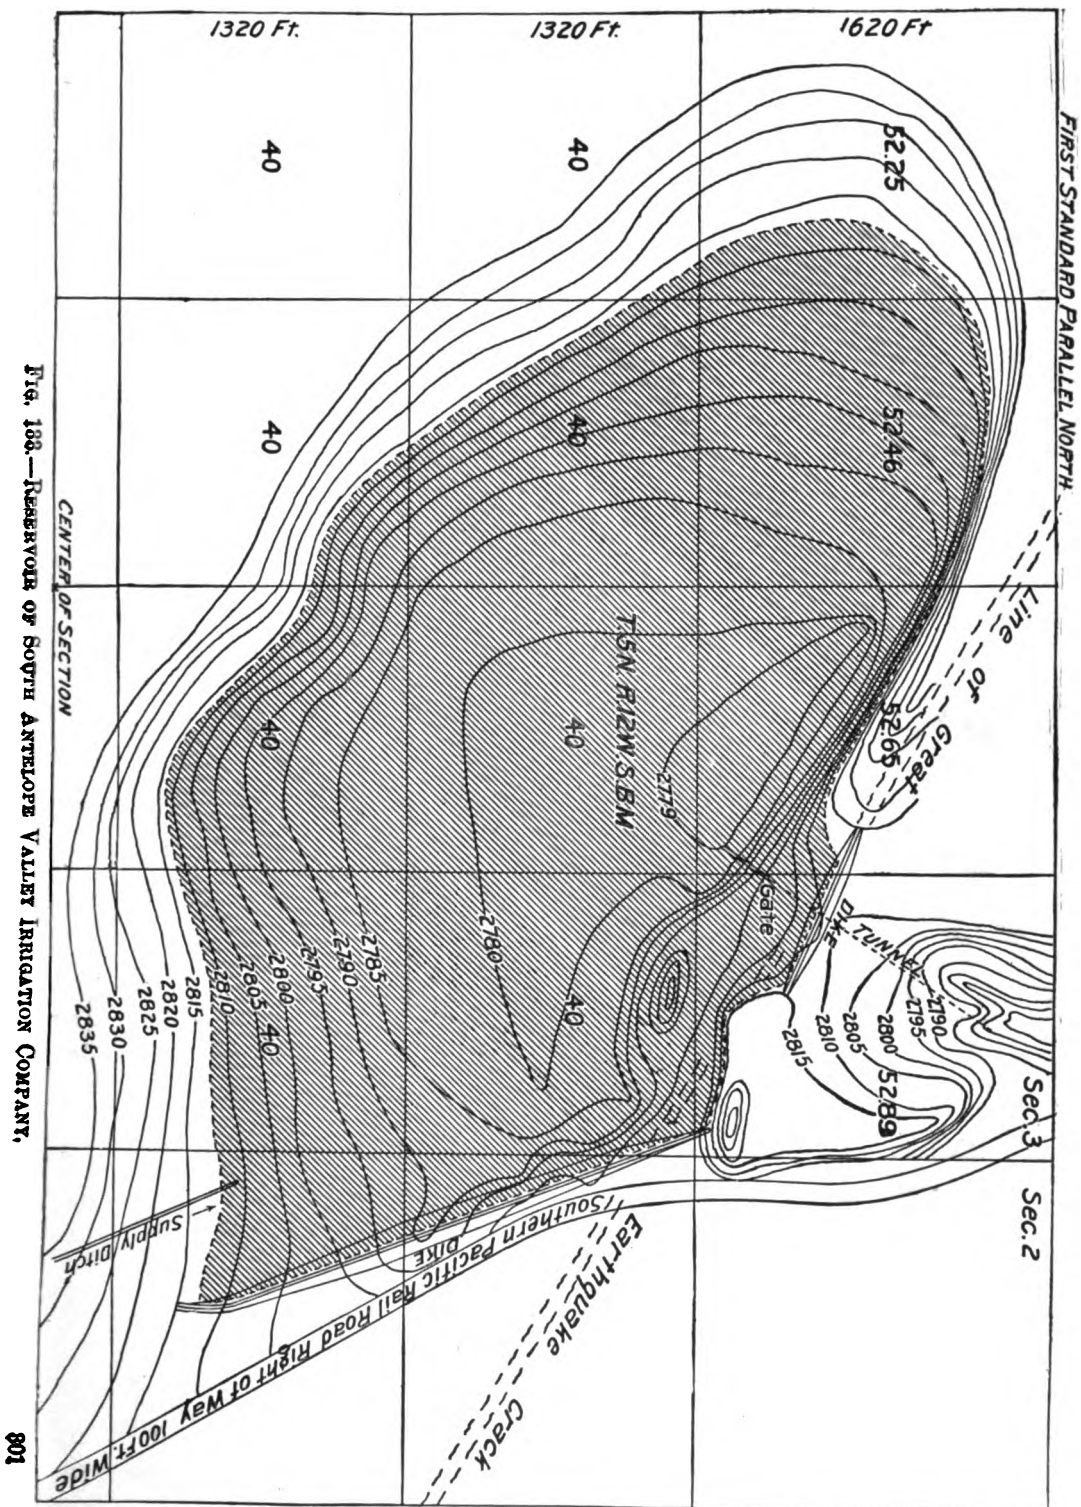 1320 Ft.
1320 Ft.
1620 Ft
FIRST STANDARD PARALLEL NORTH
40
40
52.25
40
40
52.46
Line of Great
Earthquake Crack
CENTER OF SECTION
T.5N. R.12W. S.B.M
40
40
52.65
2779
Gate
DIKE
TUNNEL
2780
2785
2790
2795
2800
2805
2810
2815
2820
2825
2830
2835
40
40
2790
2795
2800
2805
2810
2815
52.89
Sec. 3
Sec. 2
Supply Ditch
DIKE
Southern Pacific Rail Road Right of Way 100 Ft. Wide
FIG. 133.—RESERVOIR OF SOUTH ANTELOPE VALLEY IRRIGATION COMPANY.
301